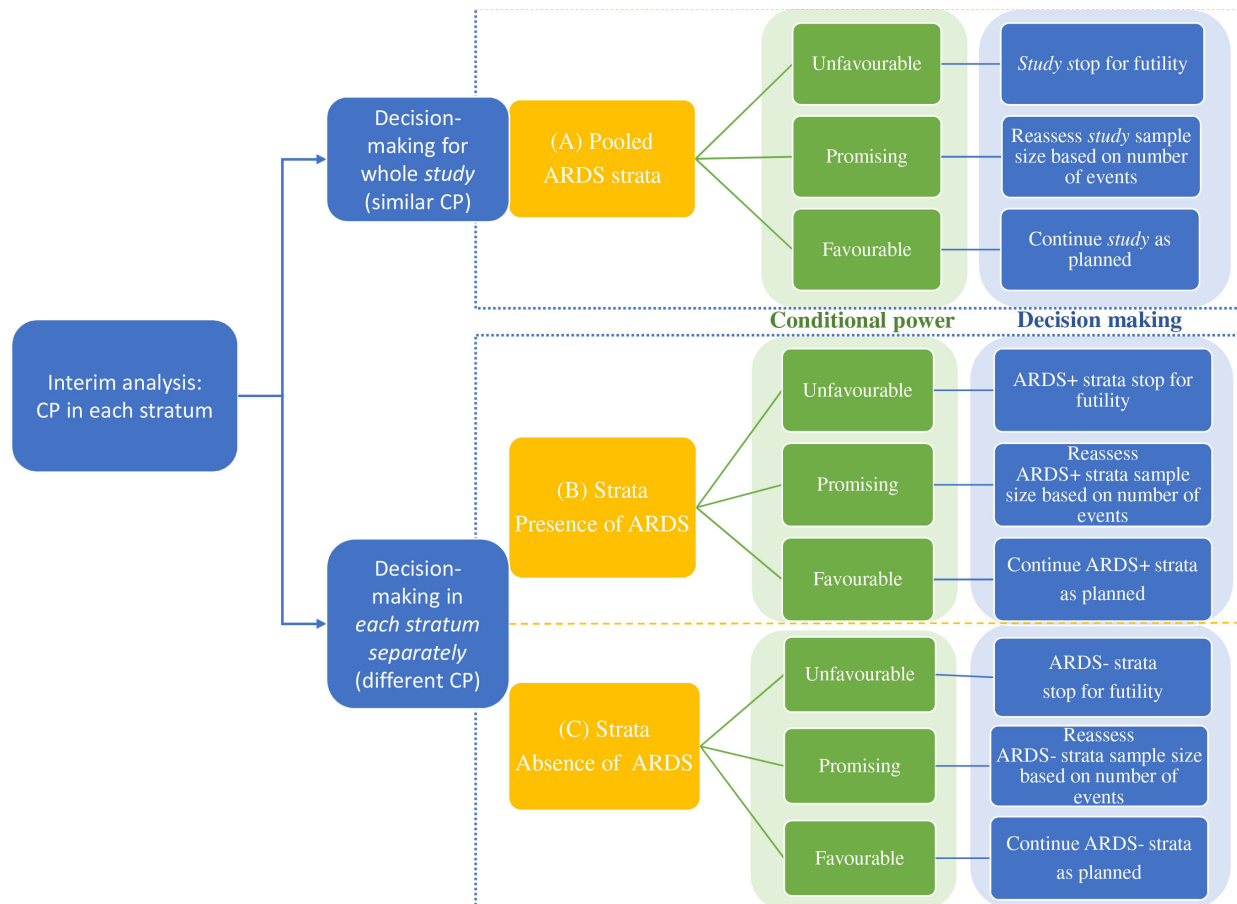 Interim analysis:
CP in each stratum
Decision-
making for
whole study
(similar CP)
(A) Pooled
ARDS strata
Unfavourable
Study stop for futility
Promising
Reassess study sample
size based on number
of events
Favourable
Continue study as
planned
Conditional power
Decision making
Decision-
making in
each stratum
separately
(different CP)
(B) Strata
Presence of ARDS
Unfavourable
ARDS+ strata stop for
futility
Promising
Reassess
ARDS+ strata sample
size based on number of
events
Favourable
Continue ARDS+ strata
as planned
(C) Strata
Absence of ARDS
Unfavourable
ARDS- strata
stop for futility
Promising
Reassess
ARDS- strata sample size
based on number of
events
Favourable
Continue ARDS- strata
as planned